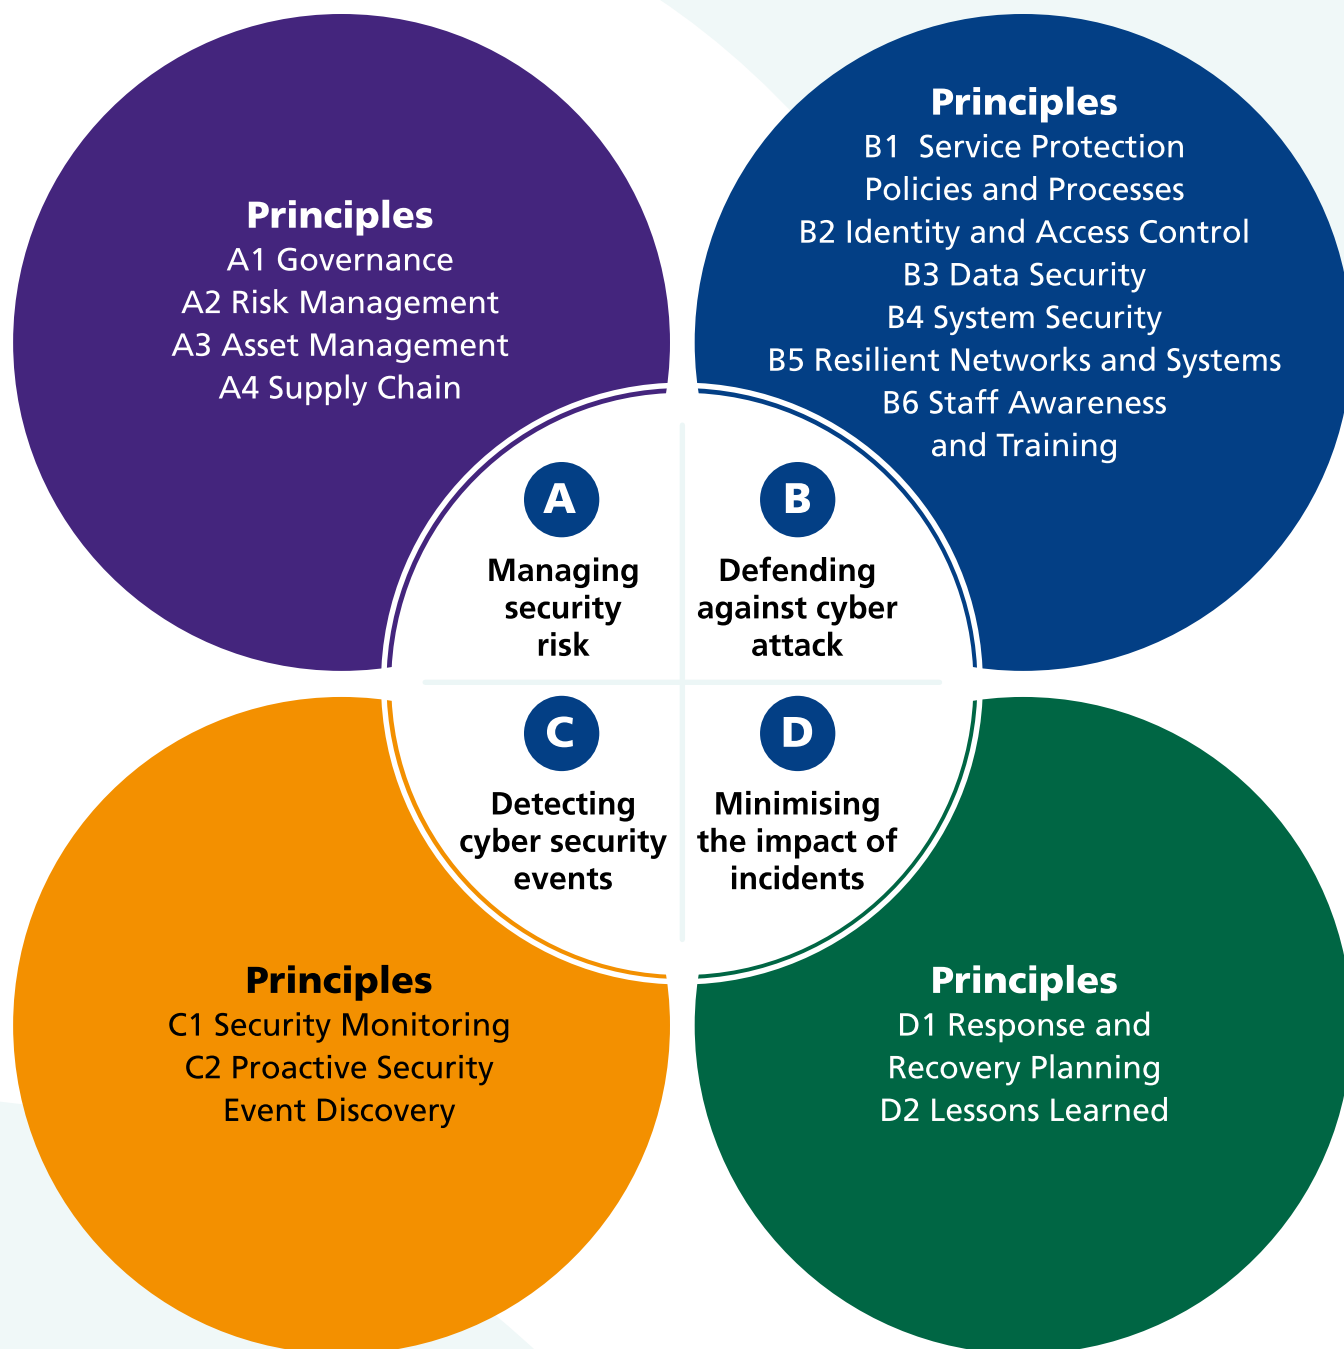 Principles
A1 Governance
A2 Risk Management
A3 Asset Management
A4 Supply Chain
Principles
B1 Service Protection
Policies and Processes
B2 Identity and Access Control
B3 Data Security
B4 System Security
B5 Resilient Networks and Systems
B6 Staff Awareness
and Training
A
Managing
security
risk
B
Defending
against cyber
attack
C
Detecting
cyber security
events
D
Minimising
the impact of
incidents
Principles
C1 Security Monitoring
C2 Proactive Security
Event Discovery
Principles
D1 Response and
Recovery Planning
D2 Lessons Learned